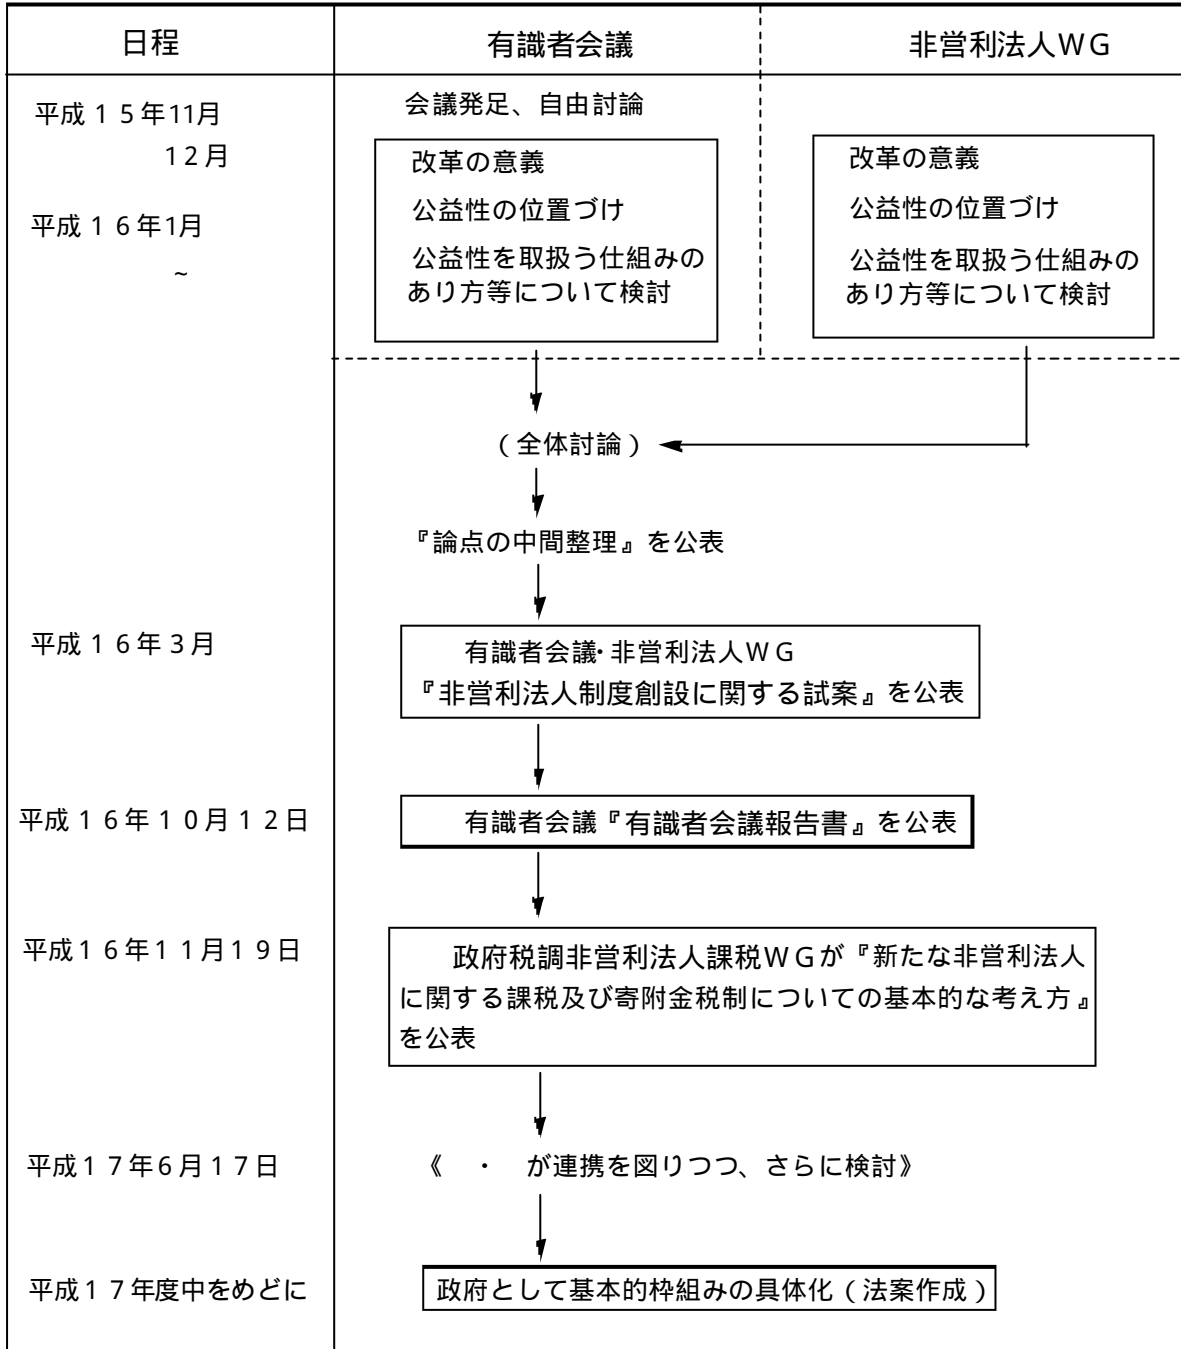 日程
有識者会議
非営利法人WG
平成15年11月
12月
平成16年1月
~
会議発足、自由討論
改革の意義
公益性の位置づけ
公益性を取扱う仕組みの
あり方等について検討
改革の意義
公益性の位置づけ
公益性を取扱う仕組みの
あり方等について検討
(全体討論)
『論点の中間整理』を公表
平成16年3月
有識者会議・非営利法人WG
『非営利法人制度創設に関する試案』を公表
平成16年10月12日
有識者会議『有識者会議報告書』を公表
平成16年11月19日
政府税調非営利法人課税WGが『新たな非営利法人
に関する課税及び寄附金税制についての基本的な考え方』
を公表
平成17年6月17日
《 ・ が連携を図りつつ、さらに検討》
平成17年度中をめどに
政府として基本的枠組みの具体化(法案作成)